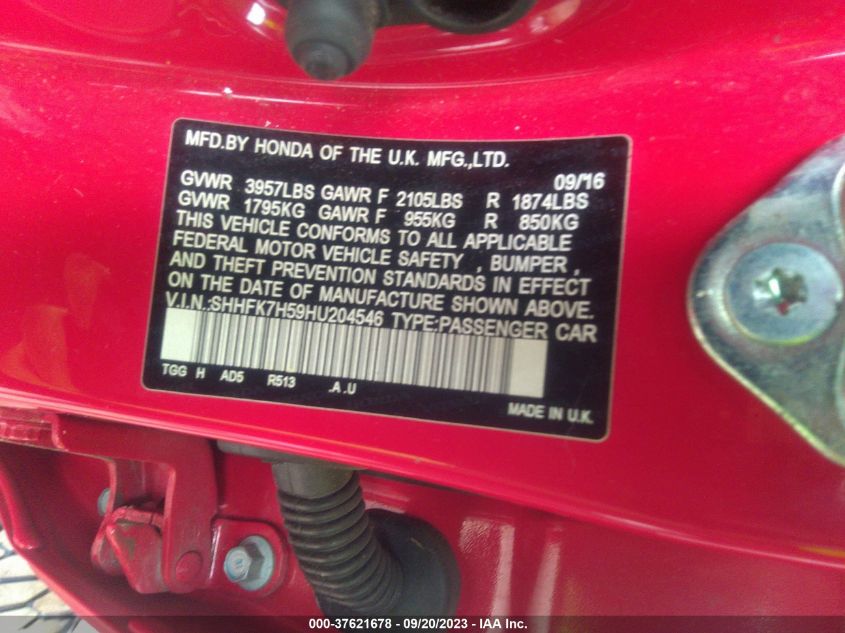 MFD.BY HONDA OF THE U.K. MFG.,LTD.
09/16
GVWR 3957LBS GAWR F 2105LBS R 1874LBS
GVWR 1795KG GAWR F 955KG R 850KG
THIS VEHICLE CONFORMS TO ALL APPLICABLE
FEDERAL MOTOR VEHICLE SAFETY , BUMPER ,
AND THEFT PREVENTION STANDARDS IN EFFECT
ON THE DATE OF MANUFACTURE SHOWN ABOVE.
V.I.N.:SHHFK7H59HU204546 TYPE:PASSENGER CAR
TGG H AD5 R513 .A .U
MADE IN U.K.
000-37621678 - 09/20/2023 - IAA Inc.